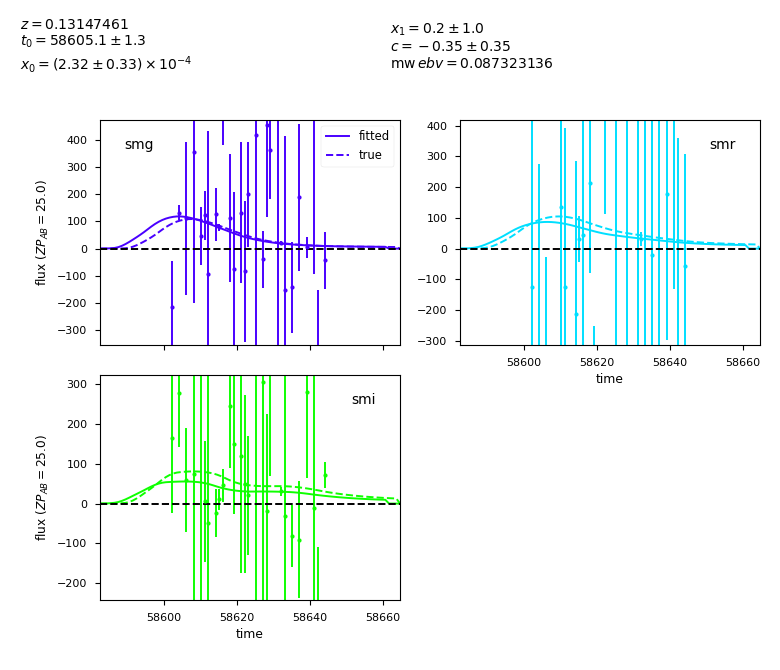 z = 0.13147461
t₀ = 58605.1 ± 1.3
x₀ = (2.32 ± 0.33) × 10⁻⁴
x₁ = 0.2 ± 1.0
c = −0.35 ± 0.35
mw ebv = 0.087323136
smg
fitted
true
400
300
200
100
0
−100
−200
−300
flux (ZP_AB = 25.0)
smr
400
300
200
100
0
−100
−200
−300
58600 58620 58640 58660
time
smi
300
200
100
0
−100
−200
flux (ZP_AB = 25.0)
58600 58620 58640 58660
time